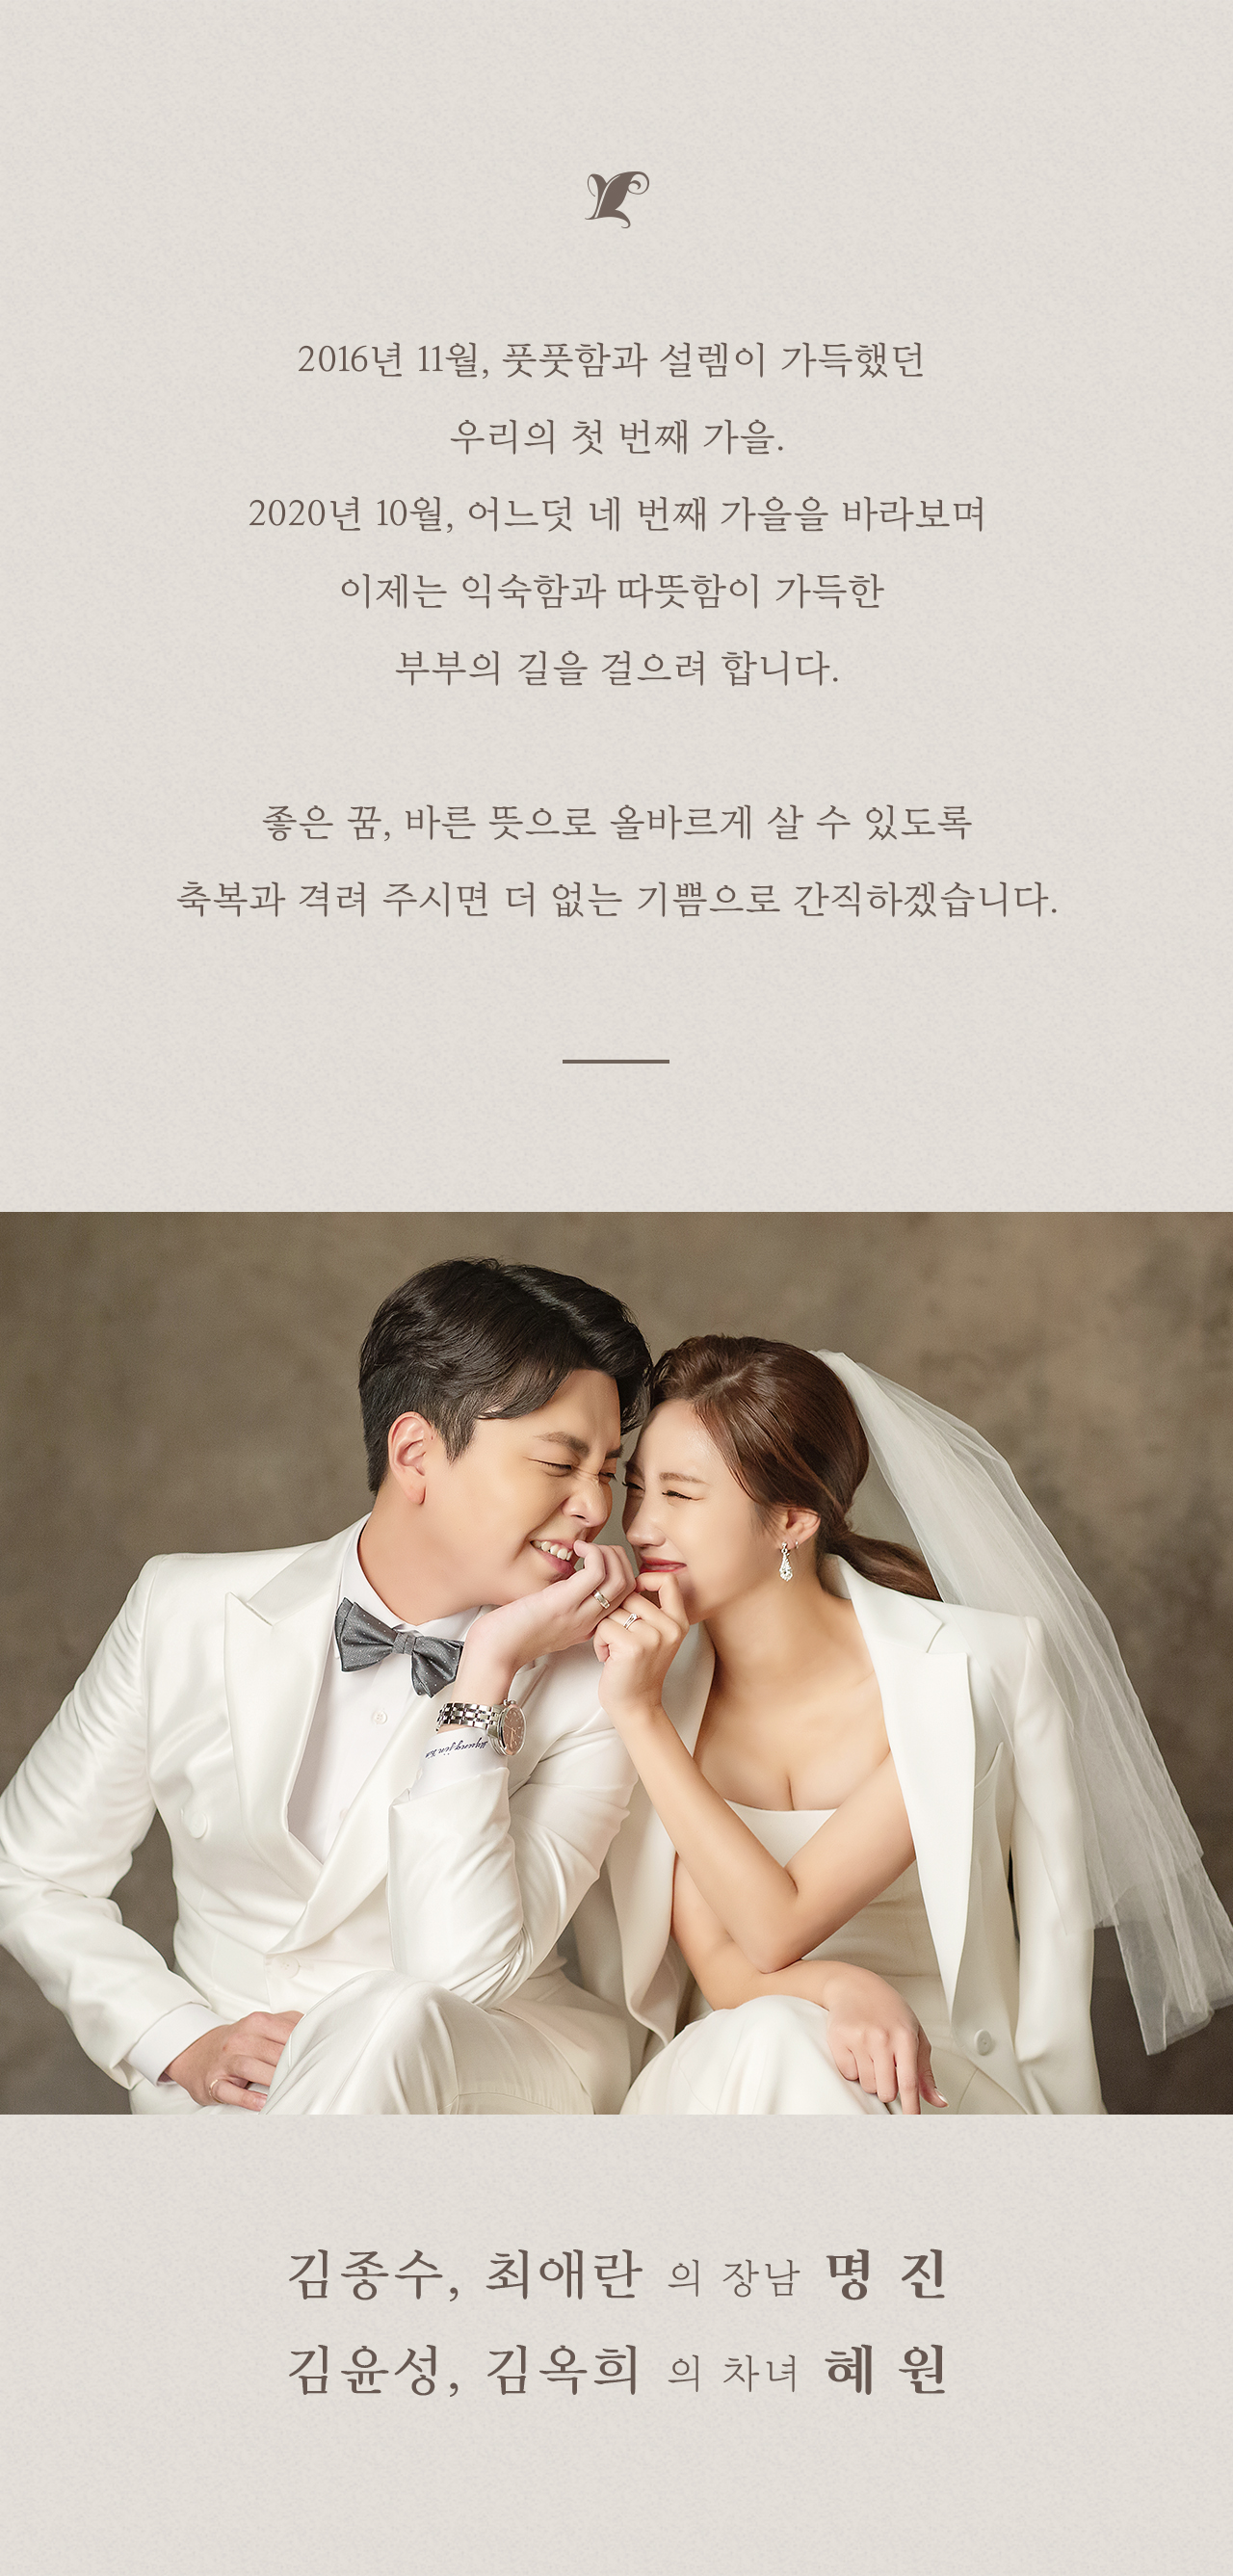 2016년 11월, 풋풋함과 설렘이 가득했던
우리의 첫 번째 가을.
2020년 10월, 어느덧 네 번째 가을을 바라보며
이제는 익숙함과 따뜻함이 가득한
부부의 길을 걸으려 합니다.
좋은 꿈, 바른 뜻으로 올바르게 살 수 있도록
축복과 격려 주시면 더 없는 기쁨으로 간직하겠습니다.
김종수, 최애란 의 장남 명 진
김윤성, 김옥희 의 차녀 혜 원